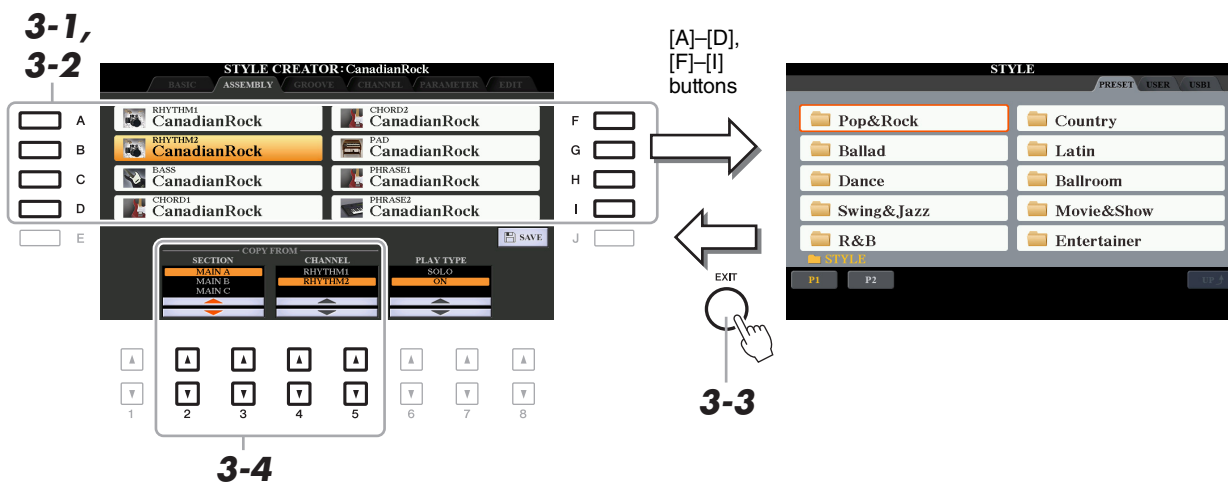 3-1,
3-2
[A]–[D],
[F]–[I]
buttons
STYLE CREATOR: CanadianRock
BASIC ASSEMBLY GROOVE CHANNEL PARAMETER EDIT
A
RHYTHM1
CanadianRock
CHORD2
CanadianRock
F
B
RHYTHM2
CanadianRock
PAD
CanadianRock
G
C
BASS
CanadianRock
PHRASE1
CanadianRock
H
D
CHORD1
CanadianRock
PHRASE2
CanadianRock
I
E
SAVE
J
COPY FROM
SECTION
MAIN A
MAIN B
MAIN C
CHANNEL
RHYTHM1
RHYTHM2
PLAY TYPE
SOLO
ON
1 2 3 4 5 6 7 8
3-4
EXIT
3-3
STYLE
PRESET USER USB1
Pop&Rock
Country
Ballad
Latin
Dance
Ballroom
Swing&Jazz
Movie&Show
R&B
Entertainer
STYLE
P1 P2 UP